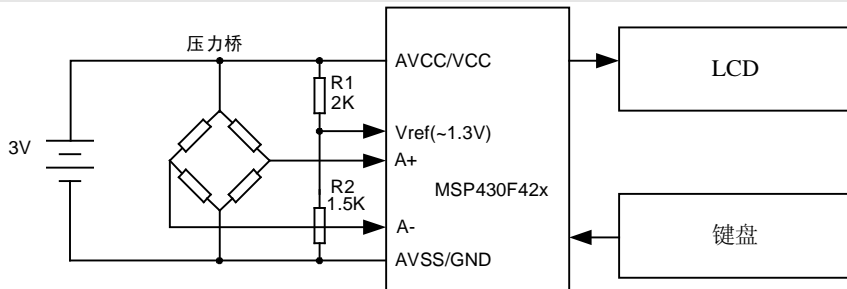 压力桥
3V
R1
2K
R2
1.5K
AVCC/VCC
Vref(~1.3V)
A+
MSP430F42x
A-
AVSS/GND
LCD
键盘